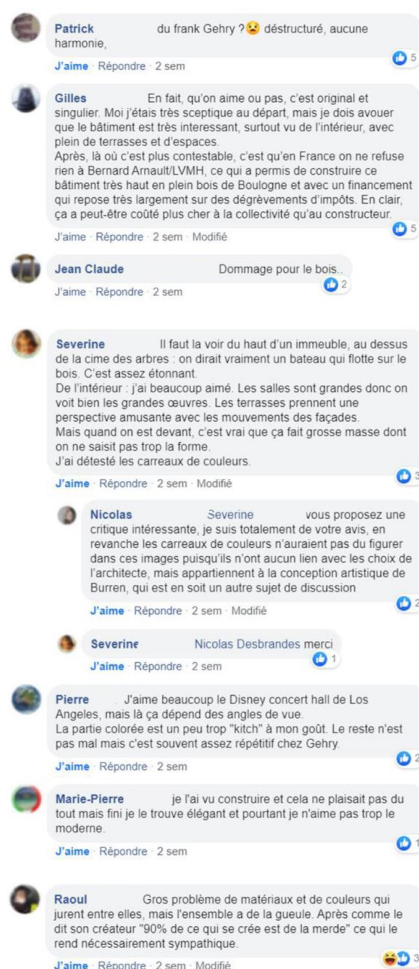 Patrick du frank Gehry ?😟 déstructuré, aucune
harmonie,
J'aime · Répondre · 2 sem
5
Gilles En fait, qu'on aime ou pas, c'est original et
singulier. Moi j'étais très sceptique au départ, mais je dois avouer
que le bâtiment est très interessant, surtout vu de l'intérieur, avec
plein de terrasses et d'espaces.
Après, là où c'est plus contestable, c'est qu'en France on ne refuse
rien à Bernard Arnault/LVMH, ce qui a permis de construire ce
bâtiment très haut en plein bois de Boulogne et avec un financement
qui repose très largement sur des dégrèvements d'impôts. En clair,
ça a peut-être coûté plus cher à la collectivité qu'au constructeur.
5
J'aime · Répondre · 2 sem · Modifié
Jean Claude Dommage pour le bois..
2
J'aime · Répondre · 2 sem
Severine Il faut la voir du haut d'un immeuble, au dessus
de la cime des arbres : on dirait vraiment un bateau qui flotte sur le
bois. C'est assez étonnant.
De l'intérieur : j'ai beaucoup aimé. Les salles sont grandes donc on
voit bien les grandes œuvres. Les terrasses prennent une
perspective amusante avec les mouvements des façades.
Mais quand on est devant, c'est vrai que ça fait grosse masse dont
on ne saisit pas trop la forme.
J'ai détesté les carreaux de couleurs.
3
J'aime · Répondre · 2 sem · Modifié
Nicolas Severine vous proposez une
critique intéressante, je suis totalement de votre avis, en
revanche les carreaux de couleurs n'auraient pas du figurer
dans ces images puisqu'ils n'ont aucun lien avec les choix de
l'architecte, mais appartiennent à la conception artistique de
Burren, qui est en soit un autre sujet de discussion
2
J'aime · Répondre · 2 sem · Modifié
Severine Nicolas Desbrandes merci
1
J'aime · Répondre · 2 sem
Pierre J'aime beaucoup le Disney concert hall de Los
Angeles, mais là ça dépend des angles de vue.
La partie colorée est un peu trop "kitch" à mon goût. Le reste n'est
pas mal mais c'est souvent assez répétitif chez Gehry.
2
J'aime · Répondre · 2 sem
Marie-Pierre je l'ai vu construire et cela ne plaisait pas du
tout mais fini je le trouve élégant et pourtant je n'aime pas trop le
moderne.
1
J'aime · Répondre · 2 sem
Raoul Gros problème de matériaux et de couleurs qui
jurent entre elles, mais l'ensemble a de la gueule. Après comme le
dit son créateur "90% de ce qui se crée est de la merde" ce qui le
rend nécessairement sympathique.
3
J'aime · Répondre · 2 sem · Modifié